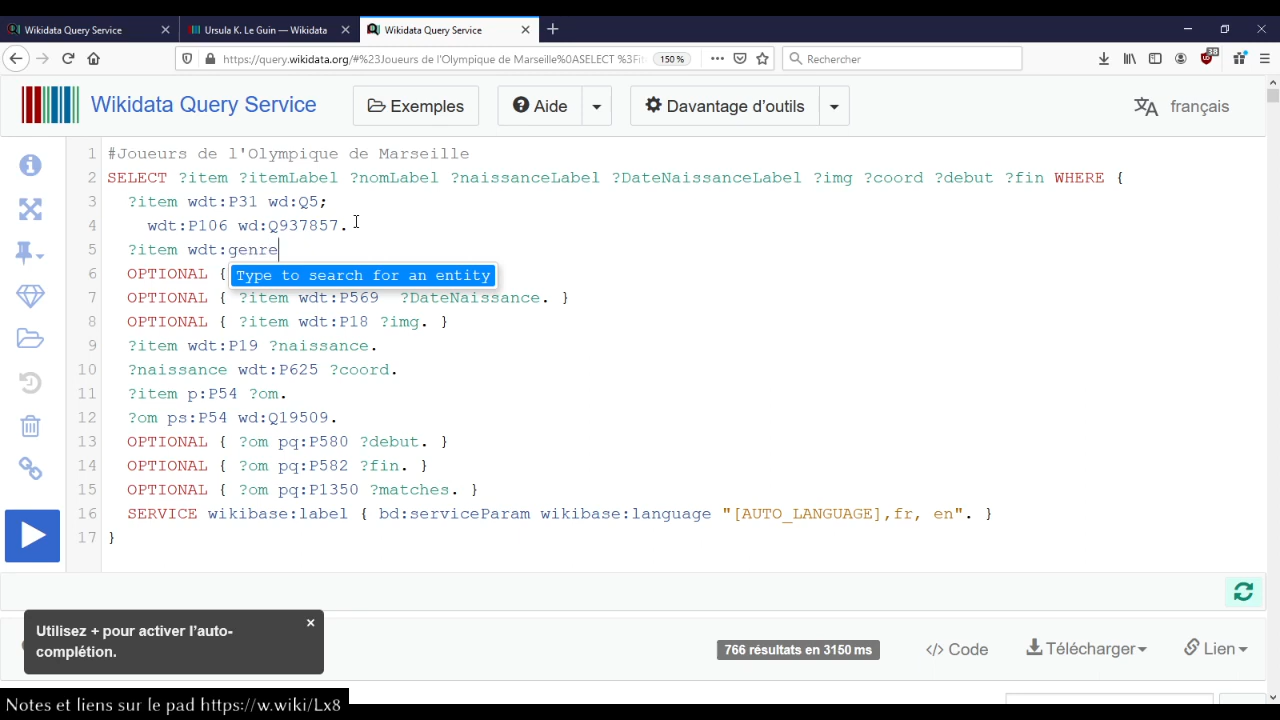 Wikidata Query Service
Ursula K. Le Guin — Wikidata
Wikidata Query Service
https://query.wikidata.org/#%23Joueurs de l'Olympique de Marseille%0ASELECT %3Fi
150 %
Rechercher
38
Wikidata Query Service
Exemples
Aide
Davantage d'outils
français
1 #Joueurs de l'Olympique de Marseille
2 SELECT ?item ?itemLabel ?nomLabel ?naissanceLabel ?DateNaissanceLabel ?img ?coord ?debut ?fin WHERE {
3 ?item wdt:P31 wd:Q5;
4 wdt:P106 wd:Q937857.
5 ?item wdt:genre
6 OPTIONAL {
Type to search for an entity
7 OPTIONAL { ?item wdt:P569 ?DateNaissance. }
8 OPTIONAL { ?item wdt:P18 ?img. }
9 ?item wdt:P19 ?naissance.
10 ?naissance wdt:P625 ?coord.
11 ?item p:P54 ?om.
12 ?om ps:P54 wd:Q19509.
13 OPTIONAL { ?om pq:P580 ?debut. }
14 OPTIONAL { ?om pq:P582 ?fin. }
15 OPTIONAL { ?om pq:P1350 ?matches. }
16 SERVICE wikibase:label { bd:serviceParam wikibase:language "[AUTO_LANGUAGE],fr, en". }
17 }
Utilisez + pour activer l'auto-
complétion.
×
766 résultats en 3150 ms
</> Code
Télécharger
Lien
Notes et liens sur le pad https://w.wiki/Lx8